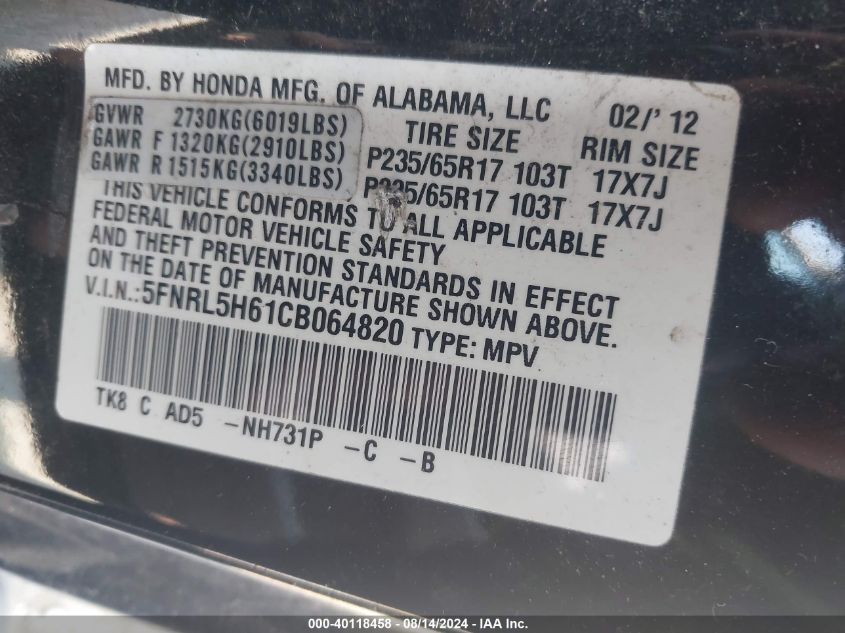 MFD. BY HONDA MFG. OF ALABAMA, LLC 02/' 12
GVWR 2730KG(6019LBS) TIRE SIZE RIM SIZE
GAWR F 1320KG(2910LBS) P235/65R17 103T 17X7J
GAWR R 1515KG(3340LBS) P235/65R17 103T 17X7J
THIS VEHICLE CONFORMS TO ALL APPLICABLE
FEDERAL MOTOR VEHICLE SAFETY
AND THEFT PREVENTION STANDARDS IN EFFECT
ON THE DATE OF MANUFACTURE SHOWN ABOVE.
V.I.N.:5FNRL5H61CB064820 TYPE: MPV
TK8 C AD5 -NH731P -C -B
000-40118458 - 08/14/2024 - IAA Inc.